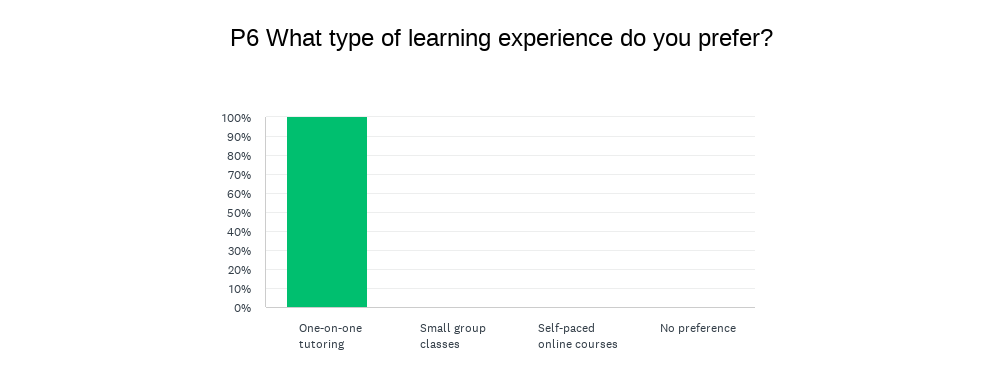 P6 What type of learning experience do you prefer?
100%
90%
80%
70%
60%
50%
40%
30%
20%
10%
0%
One-on-one
tutoring
Small group
classes
Self-paced
online courses
No preference